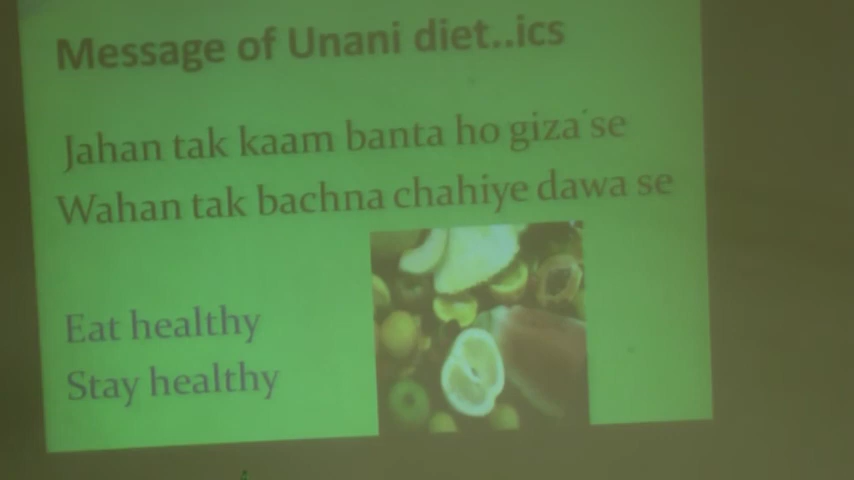 Message of Unani diet..ics
Jahan tak kaam banta ho giza se
Wahan tak bachna chahiye dawa se
Eat healthy
Stay healthy